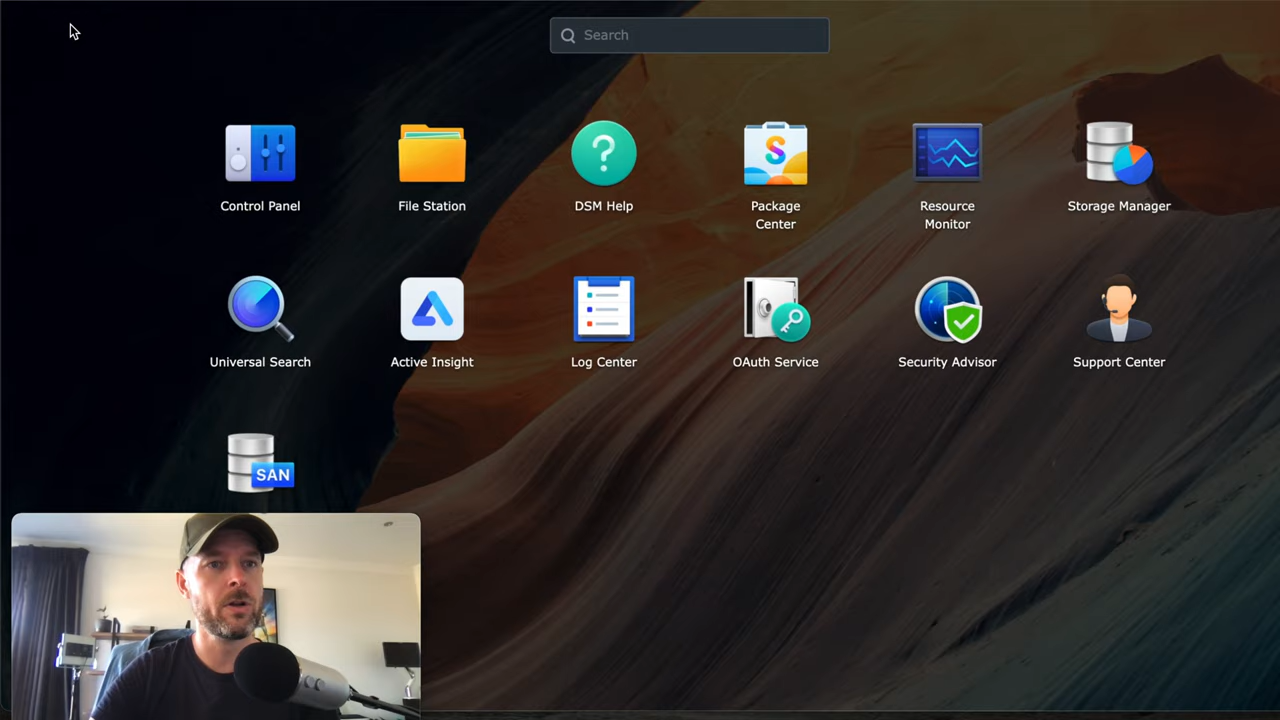 Search
Control Panel
File Station
DSM Help
Package
Center
Resource
Monitor
Storage Manager
Universal Search
Active Insight
Log Center
OAuth Service
Security Advisor
Support Center
SAN